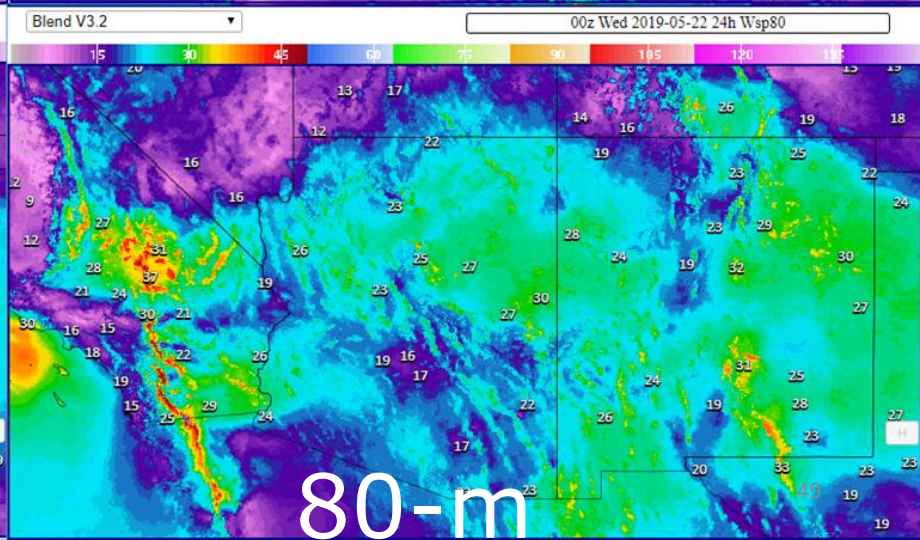 Blend V3.2 ▼
00z Wed 2019-05-22 24h Wsp80
15 30 45 60 75 90 105 120 135
20 15 19
13 17
16 14 26
12 16 19 18
22
16 19 25
2 23 22
16
9 23 24
27 23 29
12 28
31 26 25 24 30
28 37 27 19 32
21 24 19 23
30 21 27 30 27
30 16 15
18 22 26 19 16 31
19 17 24 25
15 29 22 19 28
25 24 26 27
17 23 H
20 33 23 23
80-m 23 49 19
19